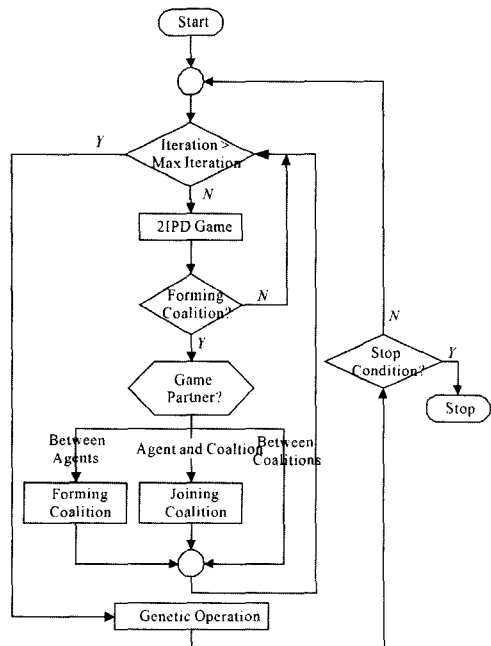 Start
Iteration >
Max Iteration
Y
N
2IPD Game
Forming
Coalition?
N
Y
Game
Partner?
Between
Agents
Agent and Coaltion
Between
Coalitions
Forming
Coalition
Joining
Coalition
Genetic Operation
N
Stop
Condition?
Y
Stop